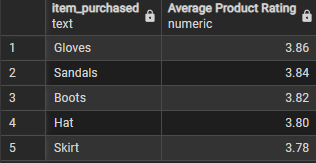 item_purchased Average Product Rating
text numeric
1 Gloves 3.86
2 Sandals 3.84
3 Boots 3.82
4 Hat 3.80
5 Skirt 3.78